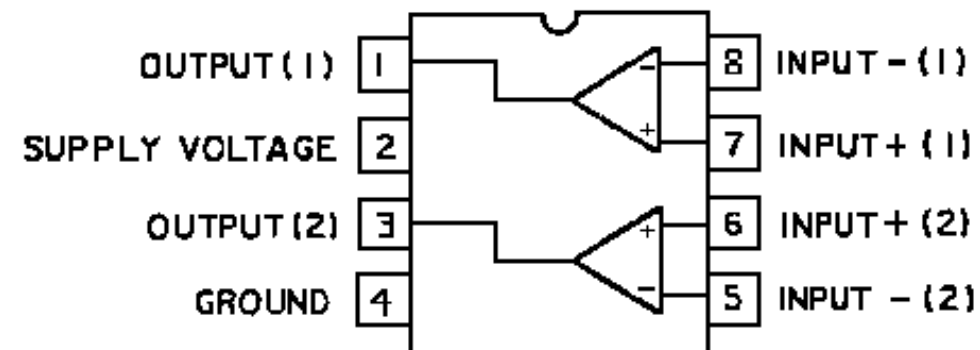 OUTPUT(1) 1 - 8 INPUT-(1)
SUPPLY VOLTAGE 2 + 7 INPUT+(1)
OUTPUT(2) 3 + 6 INPUT+(2)
GROUND 4 - 5 INPUT -(2)